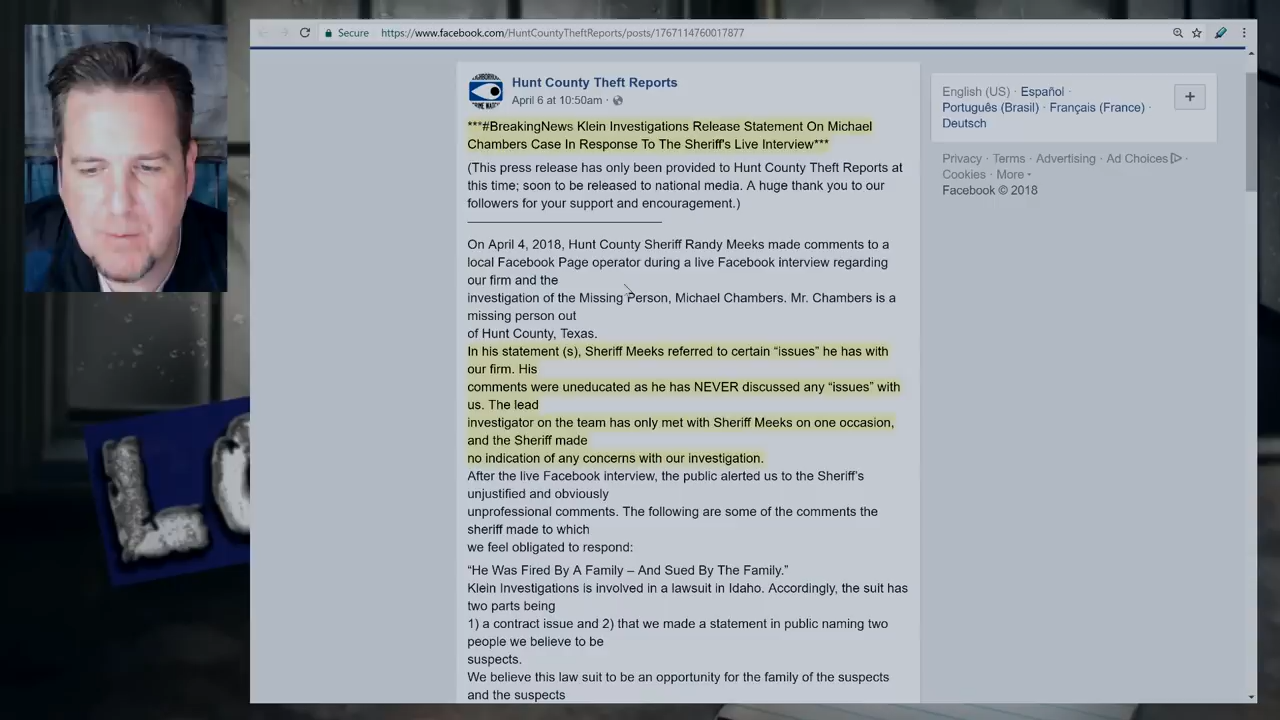 Secure
https://www.facebook.com/HuntCountyTheftReports/posts/1767114760017877
Hunt County Theft Reports
April 6 at 10:50am ·
***#BreakingNews Klein Investigations Release Statement On Michael
Chambers Case In Response To The Sheriff's Live Interview***
(This press release has only been provided to Hunt County Theft Reports at
this time; soon to be released to national media. A huge thank you to our
followers for your support and encouragement.)
On April 4, 2018, Hunt County Sheriff Randy Meeks made comments to a
local Facebook Page operator during a live Facebook interview regarding
our firm and the
investigation of the Missing Person, Michael Chambers. Mr. Chambers is a
missing person out
of Hunt County, Texas.
In his statement (s), Sheriff Meeks referred to certain “issues” he has with
our firm. His
comments were uneducated as he has NEVER discussed any “issues” with
us. The lead
investigator on the team has only met with Sheriff Meeks on one occasion,
and the Sheriff made
no indication of any concerns with our investigation.
After the live Facebook interview, the public alerted us to the Sheriff’s
unjustified and obviously
unprofessional comments. The following are some of the comments the
sheriff made to which
we feel obligated to respond:
“He Was Fired By A Family – And Sued By The Family.”
Klein Investigations is involved in a lawsuit in Idaho. Accordingly, the suit has
two parts being
1) a contract issue and 2) that we made a statement in public naming two
people we believe to be
suspects.
We believe this law suit to be an opportunity for the family of the suspects
and the suspects
English (US) · Español ·
Português (Brasil) · Français (France) ·
Deutsch
Privacy · Terms · Advertising · Ad Choices ·
Cookies · More
Facebook © 2018
LO